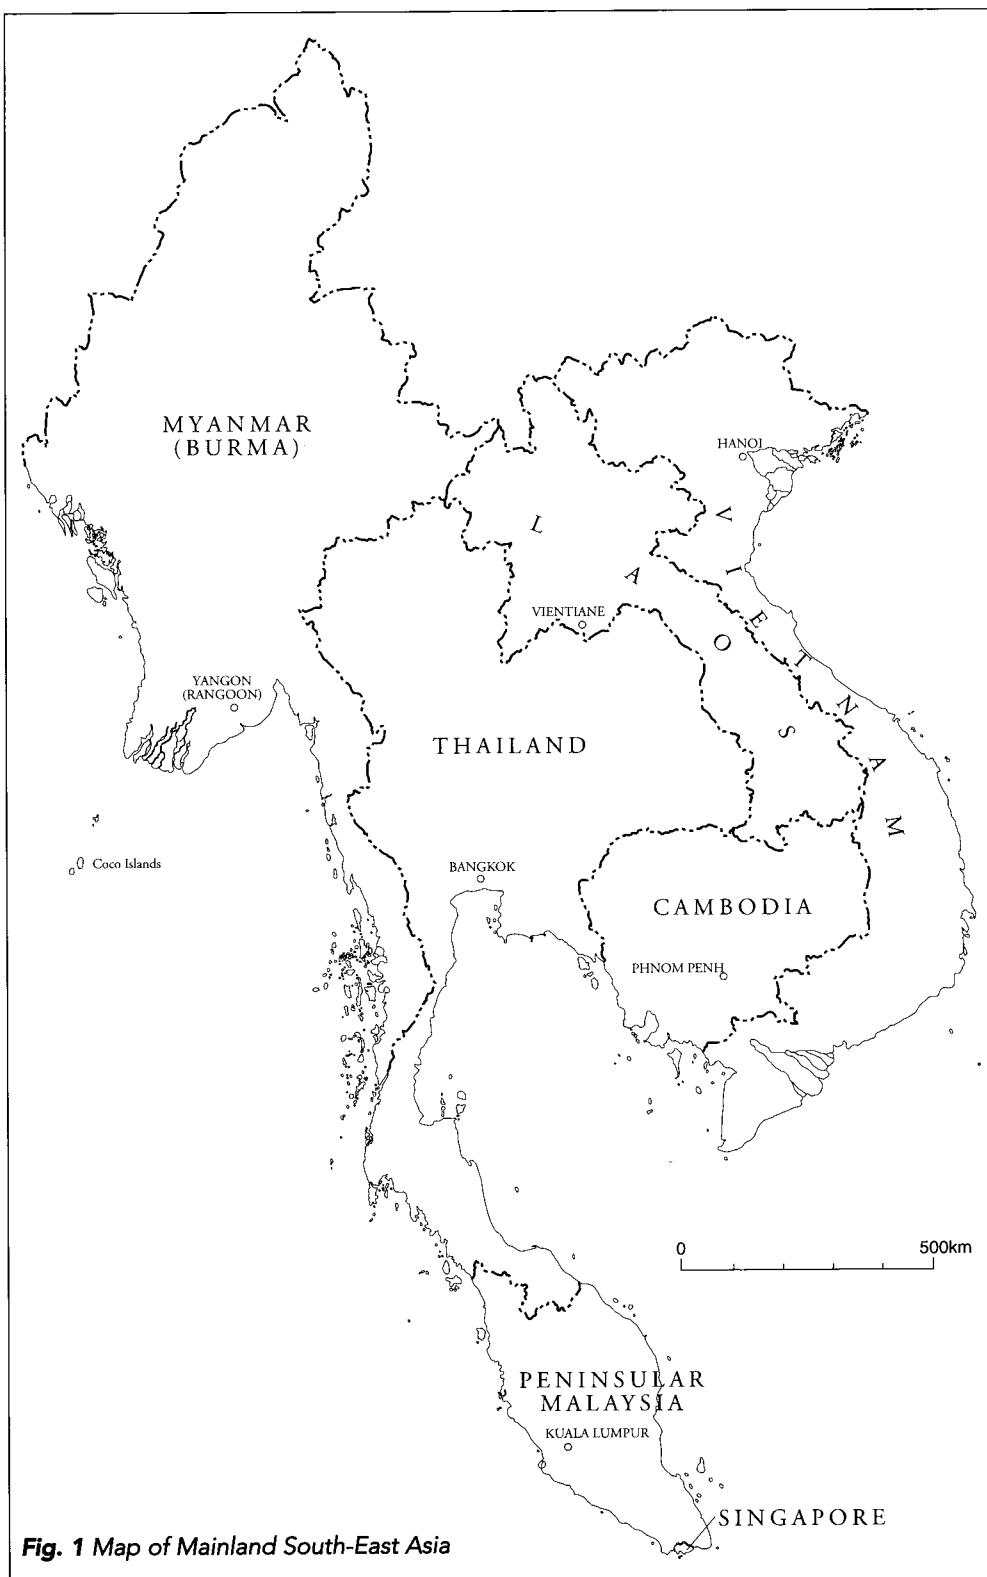 MYANMAR
(BURMA)
HANOI
L A O S
V I E T N A M
VIENTIANE
YANGON
(RANGOON)
THAILAND
Coco Islands
BANGKOK
CAMBODIA
PHNOM PENH
0 500km
PENINSULAR
MALAYSIA
KUALA LUMPUR
SINGAPORE
Fig. 1 Map of Mainland South-East Asia